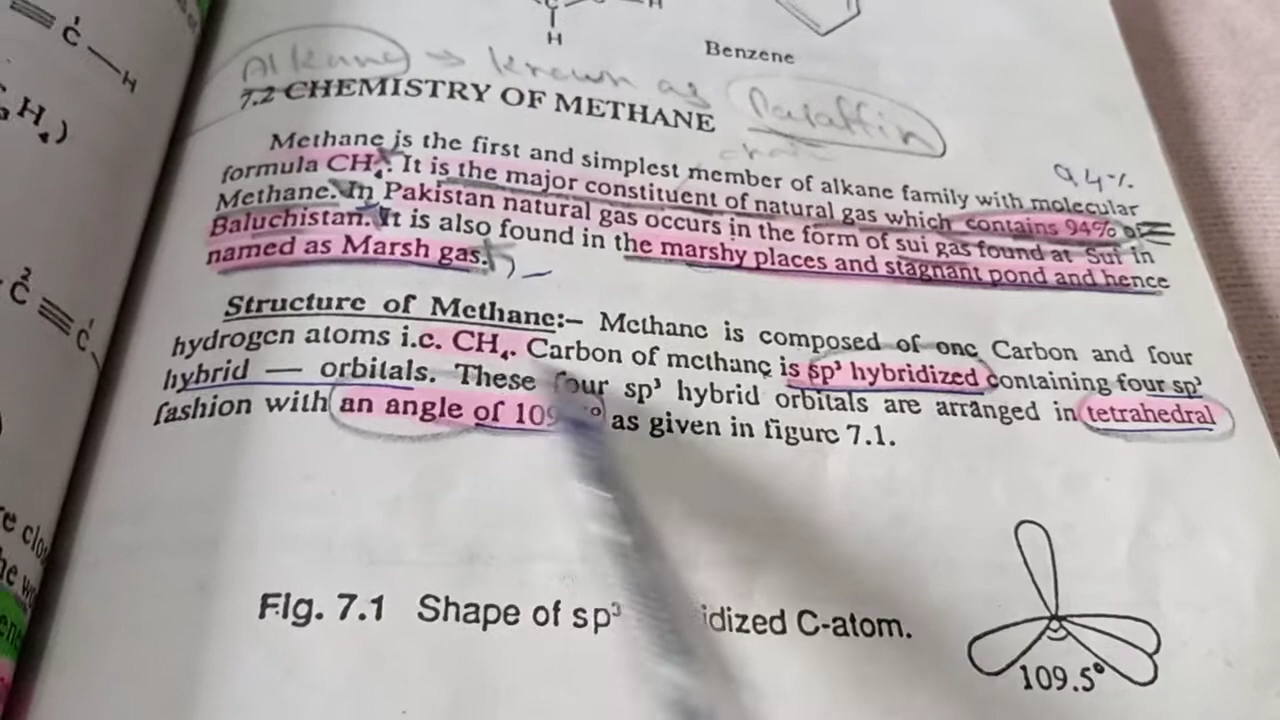 ≡ C¹ — H
H₄)
C
H
H
Benzene
Alkane → known as Paraffin
chain
7.2 CHEMISTRY OF METHANE
94%
Methane is the first and simplest member of alkane family with molecular
formula CH₄. It is the major constituent of natural gas which contains 94% of
Methane. In Pakistan natural gas occurs in the form of sui gas found at Sui in
Baluchistan. It is also found in the marshy places and stagnant pond and hence
named as Marsh gas.
Structure of Methane:– Methane is composed of one Carbon and four
hydrogen atoms i.e. CH₄. Carbon of methane is sp³ hybridized containing four sp³
hybrid — orbitals. These four sp³ hybrid orbitals are arranged in tetrahedral
fashion with an angle of 109 ° as given in figure 7.1.
C² ≡ C¹
Fig. 7.1 Shape of sp³ idized C-atom.
109.5°